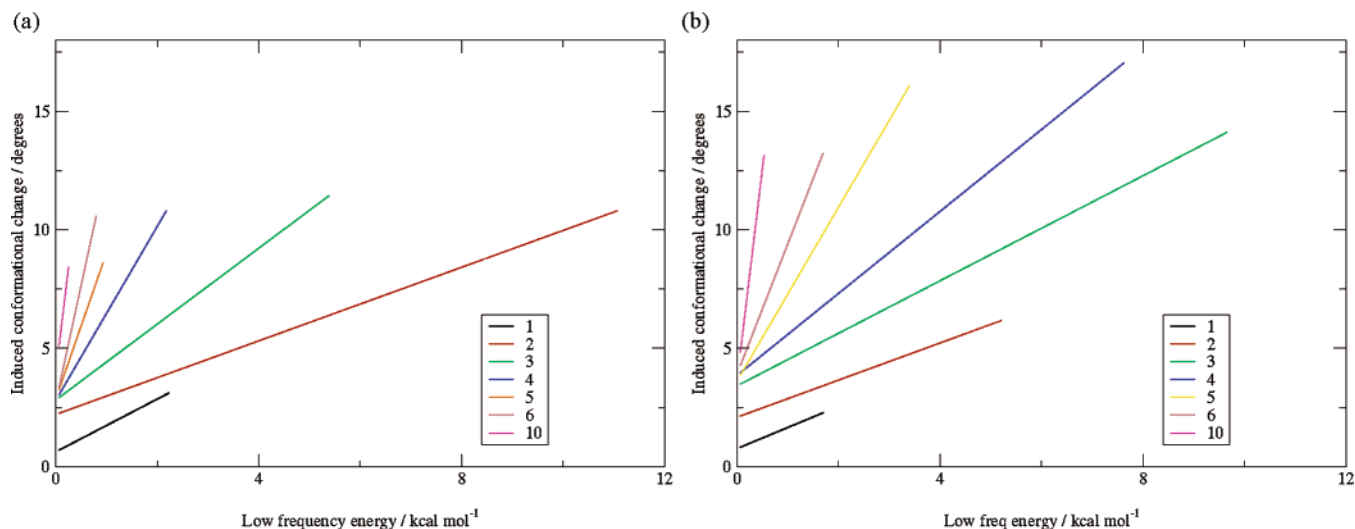 (a)
Induced conformational change / degrees
15
10
5
0
0 4 8 12
Low frequency energy / kcal mol⁻¹
1
2
3
4
5
6
10
(b)
Induced conformational change / degrees
15
10
5
0
0 4 8 12
Low freq energy / kcal mol⁻¹
1
2
3
4
5
6
10